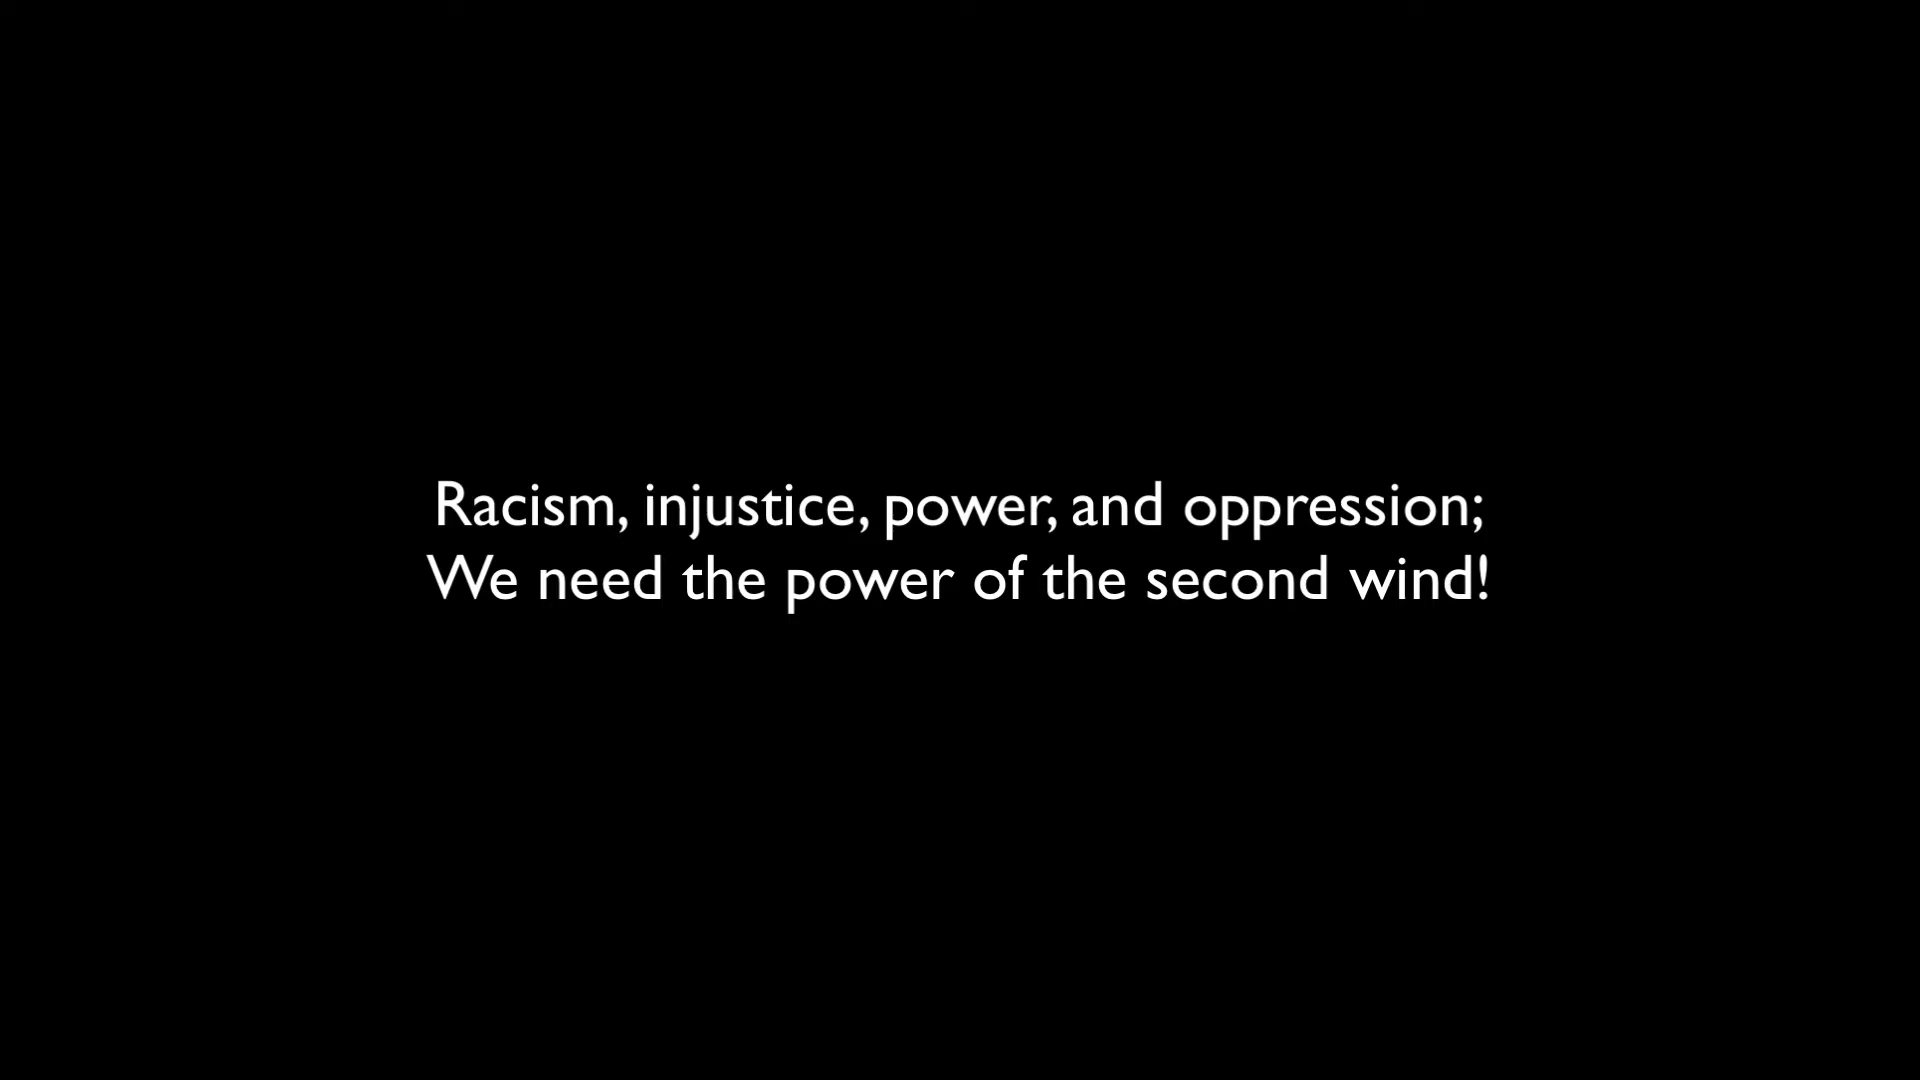 Racism, injustice, power, and oppression;
We need the power of the second wind!